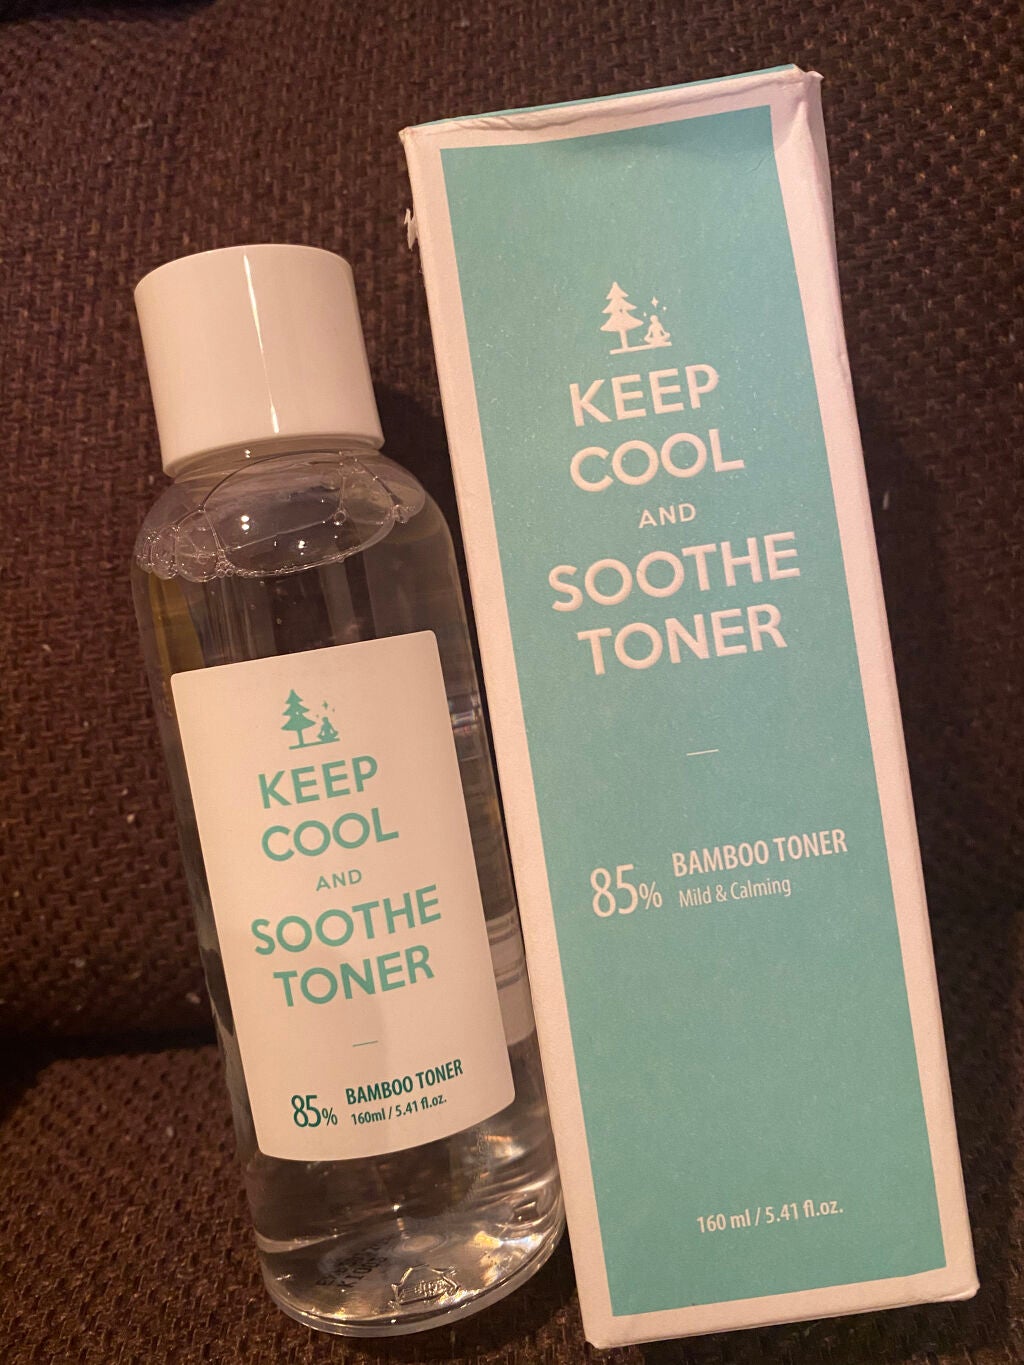 KEEP
COOL
AND
SOOTHE
TONER
85% BAMBOO TONER
160ml / 5.41 fl.oz.
KEEP
COOL
AND
SOOTHE
TONER
85% BAMBOO TONER
Mild & Calming
160 ml / 5.41 fl.oz.